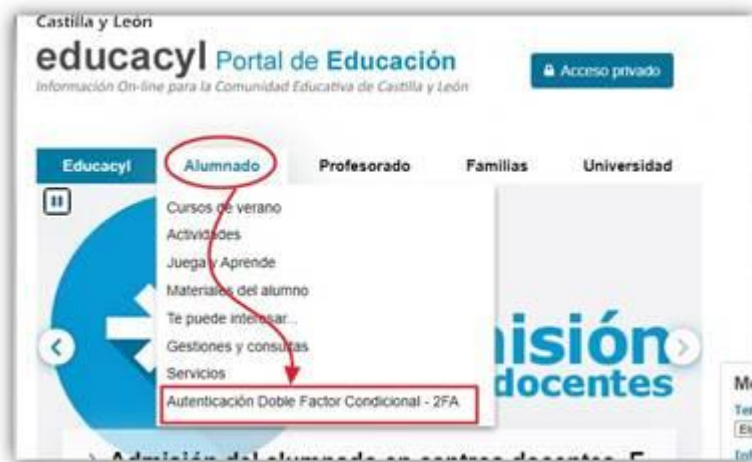 Castilla y León
educacyl Portal de Educación
Información On-line para la Comunidad Educativa de Castilla y León
Acceso privado
Educacyl Alumnado Profesorado Familias Universidad
Cursos de verano
Actividades
Juega y Aprende
Materiales del alumno
Te puede interesar...
Gestiones y consultas
Servicios
Autenticación Doble Factor Condicional - 2FA
isión
docentes
Admisión del alumnado en centros docentes. E